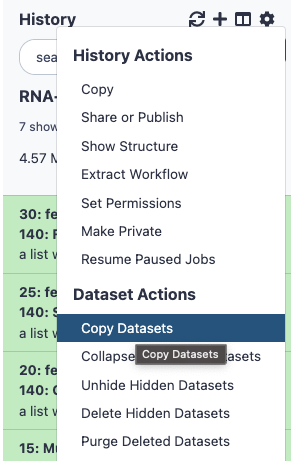 History
sea
History Actions
RNA-
Copy
7 show
Share or Publish
Show Structure
4.57 M
Extract Workflow
Set Permissions
30: fe
Make Private
140: F
a list w
Resume Paused Jobs
25: fe
Dataset Actions
140: S
Copy Datasets
a list w
Collapse
Copy Datasets
tasets
20: fe
Unhide Hidden Datasets
140: C
Delete Hidden Datasets
a list w
Purge Deleted Datasets
15: Mu